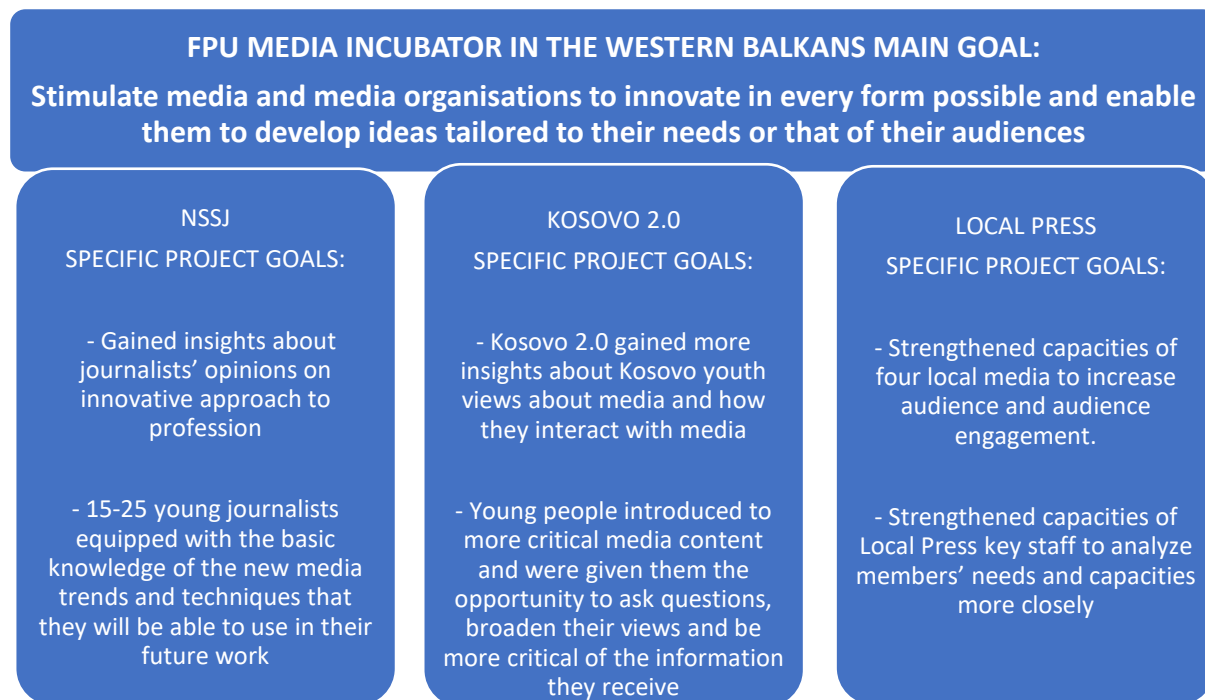 FPU MEDIA INCUBATOR IN THE WESTERN BALKANS MAIN GOAL:
Stimulate media and media organisations to innovate in every form possible and enable
them to develop ideas tailored to their needs or that of their audiences
NSSJ
SPECIFIC PROJECT GOALS:
- Gained insights about
journalists’ opinions on
innovative approach to
profession
- 15-25 young journalists
equipped with the basic
knowledge of the new media
trends and techniques that
they will be able to use in their
future work
KOSOVO 2.0
SPECIFIC PROJECT GOALS:
- Kosovo 2.0 gained more
insights about Kosovo youth
views about media and how
they interact with media
- Young people introduced to
more critical media content
and were given them the
opportunity to ask questions,
broaden their views and be
more critical of the information
they receive
LOCAL PRESS
SPECIFIC PROJECT GOALS:
- Strengthened capacities of
four local media to increase
audience and audience
engagement.
- Strengthened capacities of
Local Press key staff to analyze
members’ needs and capacities
more closely